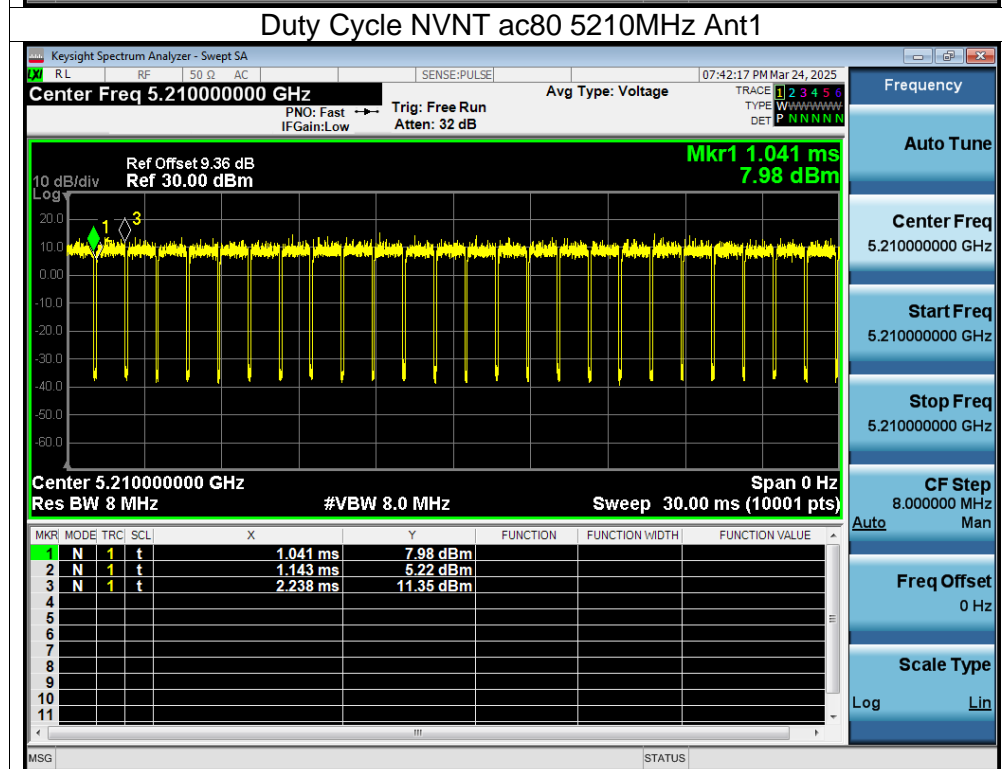 Duty Cycle NVNT ac80 5210MHz Ant1
Keysight Spectrum Analyzer - Swept SA
LXI RL RF 50 Ω AC SENSE:PULSE 07:42:17 PM Mar 24, 2025
Center Freq 5.210000000 GHz
PNO: Fast
IFGain:Low
Trig: Free Run
Atten: 32 dB
Avg Type: Voltage
TRACE 1 2 3 4 5 6
TYPE WWWWWW
DET P N N N N N
Mkr1 1.041 ms
7.98 dBm
Ref Offset 9.36 dB
10 dB/div Ref 30.00 dBm
Log
20.0
10.0
0.00
-10.0
-20.0
-30.0
-40.0
-50.0
-60.0
1
3
Center 5.210000000 GHz Span 0 Hz
Res BW 8 MHz #VBW 8.0 MHz Sweep 30.00 ms (10001 pts)
MKR MODE TRC SCL X Y FUNCTION FUNCTION WIDTH FUNCTION VALUE
1 N 1 t 1.041 ms 7.98 dBm
2 N 1 t 1.143 ms 5.22 dBm
3 N 1 t 2.238 ms 11.35 dBm
4
5
6
7
8
9
10
11
MSG STATUS
Frequency
Auto Tune
Center Freq
5.210000000 GHz
Start Freq
5.210000000 GHz
Stop Freq
5.210000000 GHz
CF Step
8.000000 MHz
Auto Man
Freq Offset
0 Hz
Scale Type
Log Lin